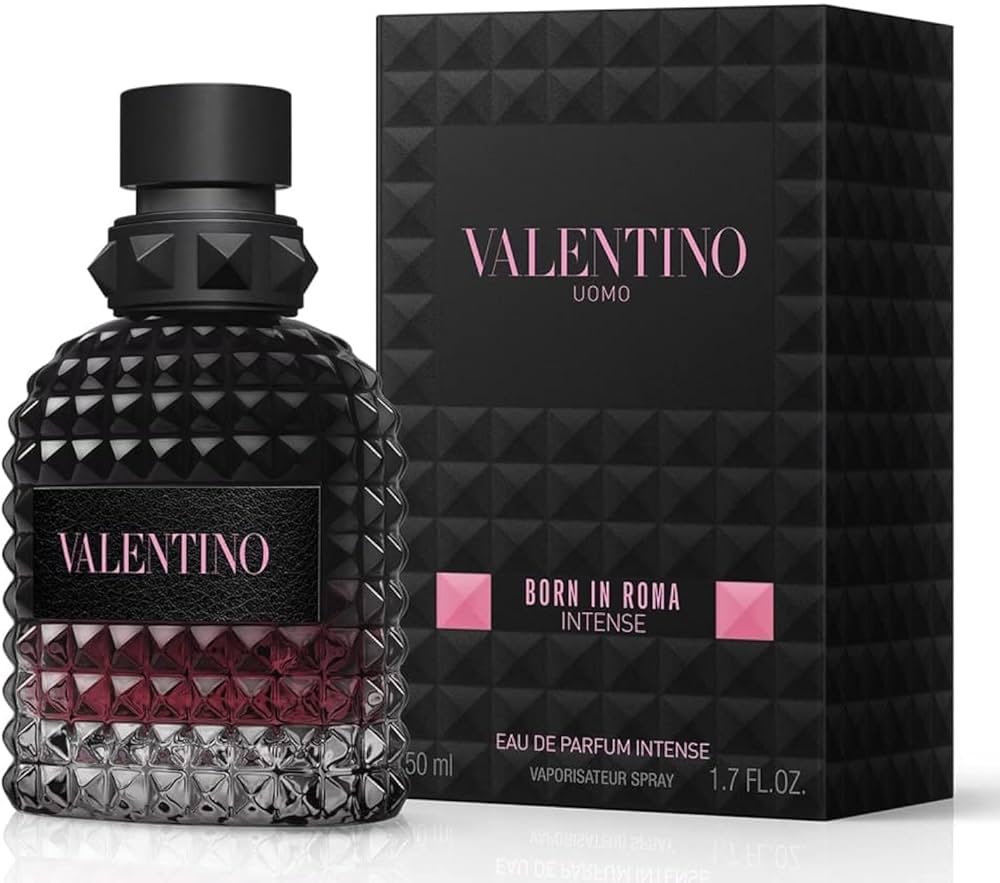 VALENTINO
VALENTINO
UOMO
BORN IN ROMA
INTENSE
EAU DE PARFUM INTENSE
50 ml
VAPORISATEUR SPRAY
1.7 FL.OZ.